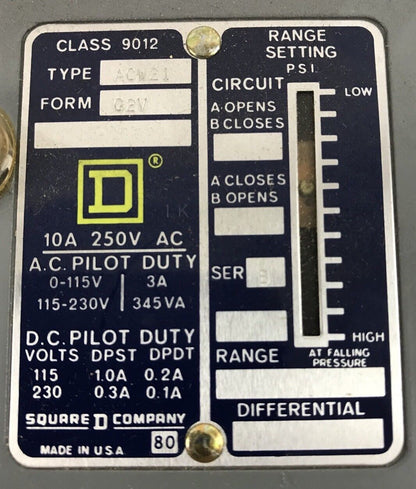 CLASS 9012
TYPE ACW21
FORM G2V
D ®
1K
10A 250V AC
A.C. PILOT DUTY
0-115V 3A
115-230V 345VA
D.C. PILOT DUTY
VOLTS DPST DPDT
115 1.0A 0.2A
230 0.3A 0.1A
SQUARE D COMPANY
MADE IN U.S.A. 80
RANGE
SETTING
P.S.I.
LOW
CIRCUIT
A OPENS
B CLOSES
A CLOSES
B OPENS
SER B
HIGH
RANGE AT FALLING
PRESSURE
DIFFERENTIAL